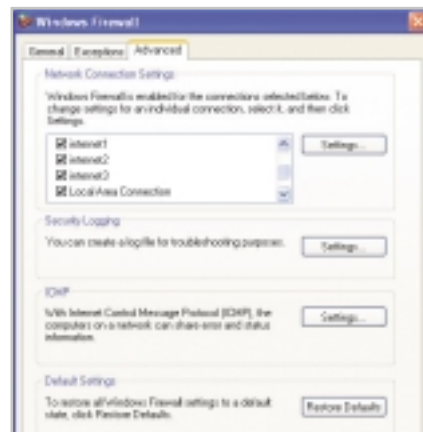 Windows Firewall
General Exceptions Advanced
Network Connection Settings
Windows Firewall is enabled for the connections selected below. To
change settings for an individual connection, select it, and then click
Settings.
internet1
Settings...
internet2
internet3
Local Area Connection
Security Logging
You can create a log file for troubleshooting purposes.
Settings...
ICMP
With Internet Control Message Protocol (ICMP), the
computers on a network can share error and status
information.
Settings...
Default Settings
To restore all Windows Firewall settings to a default
state, click Restore Defaults.
Restore Defaults